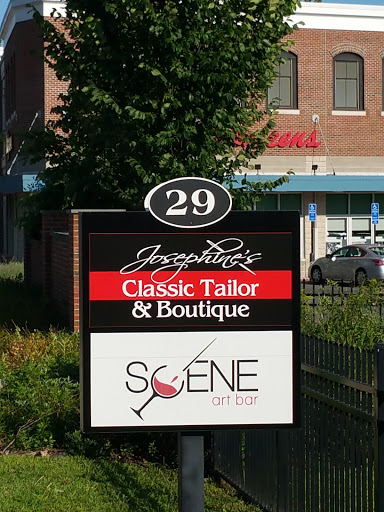 29
Josephine's
Classic Tailor
& Boutique
SCENE
art bar